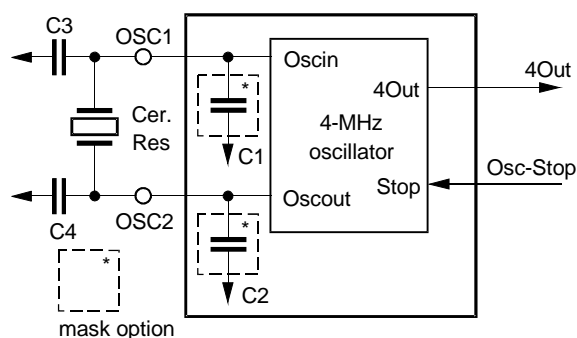 C3
OSC1
*
Oscin
4Out
4Out
Cer.
Res
C1
4-MHz
oscillator
Osc-Stop
Stop
C4
OSC2
Oscout
*
*
C2
mask option